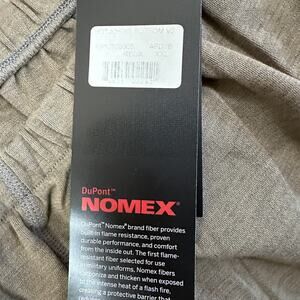 DuPont™
NOMEX®
DuPont™ Nomex® brand fiber provides
built-in flame resistance, proven
durable performance, and comfort
from the inside out. The first flame-
resistant fiber selected for use
military uniforms. Nomex fibers
carbonize and thicken when exposed
to the intense heat of a flash fire,
creating a protective barrier that